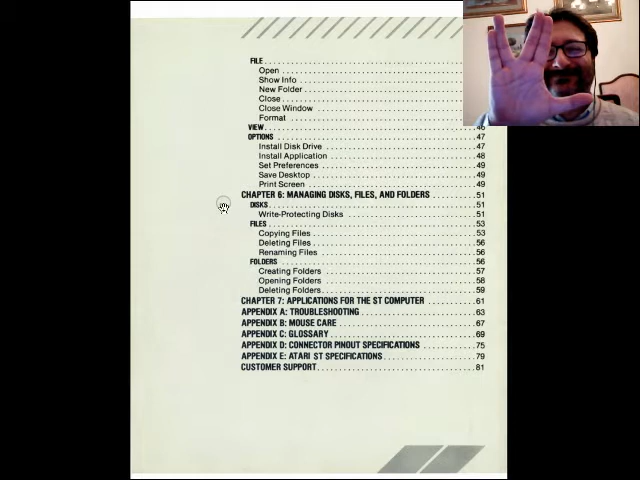 FILE
Open
Show Info
New Folder
Close
Close Window
Format
VIEW
OPTIONS 47
Install Disk Drive 47
Install Application 48
Set Preferences 49
Save Desktop 49
Print Screen 49
CHAPTER 6: MANAGING DISKS, FILES, AND FOLDERS 51
DISKS 51
Write-Protecting Disks 51
FILES 53
Copying Files 53
Deleting Files 56
Renaming Files 56
FOLDERS 56
Creating Folders 57
Opening Folders 58
Deleting Folders 59
CHAPTER 7: APPLICATIONS FOR THE ST COMPUTER 61
APPENDIX A: TROUBLESHOOTING 63
APPENDIX B: MOUSE CARE 67
APPENDIX C: GLOSSARY 69
APPENDIX D: CONNECTOR PINOUT SPECIFICATIONS 75
APPENDIX E: ATARI ST SPECIFICATIONS 79
CUSTOMER SUPPORT 81